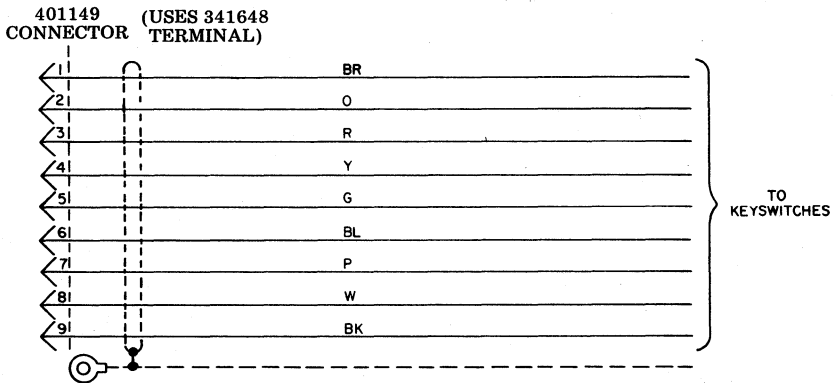 401149 (USES 341648
CONNECTOR TERMINAL)
1 BR
2 O
3 R
4 Y
5 G
6 BL
7 P
8 W
9 BK
TO
KEYSWITCHES